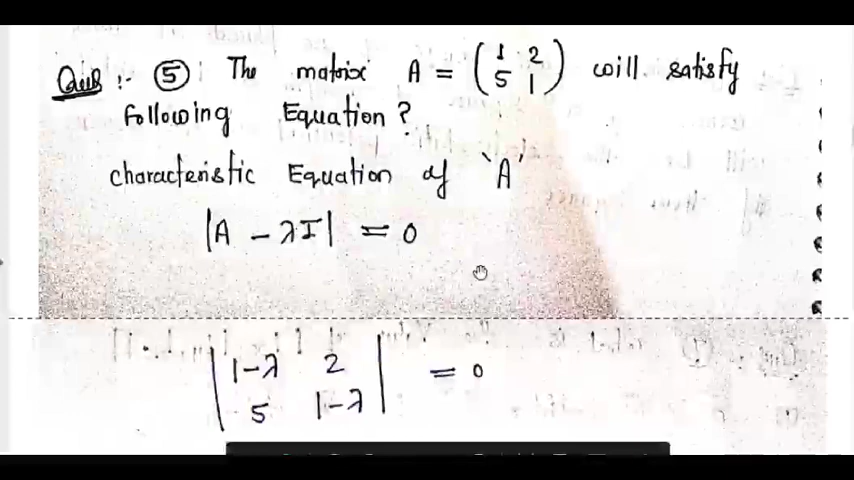 Que :- ⑤ : The matrix A = ( 1 2 5 1 ) will satisfy
following Equation ?
characteristic Equation of 'A'
|A - λI| = 0
| 1-λ 2 | = 0
| 5 1-λ |